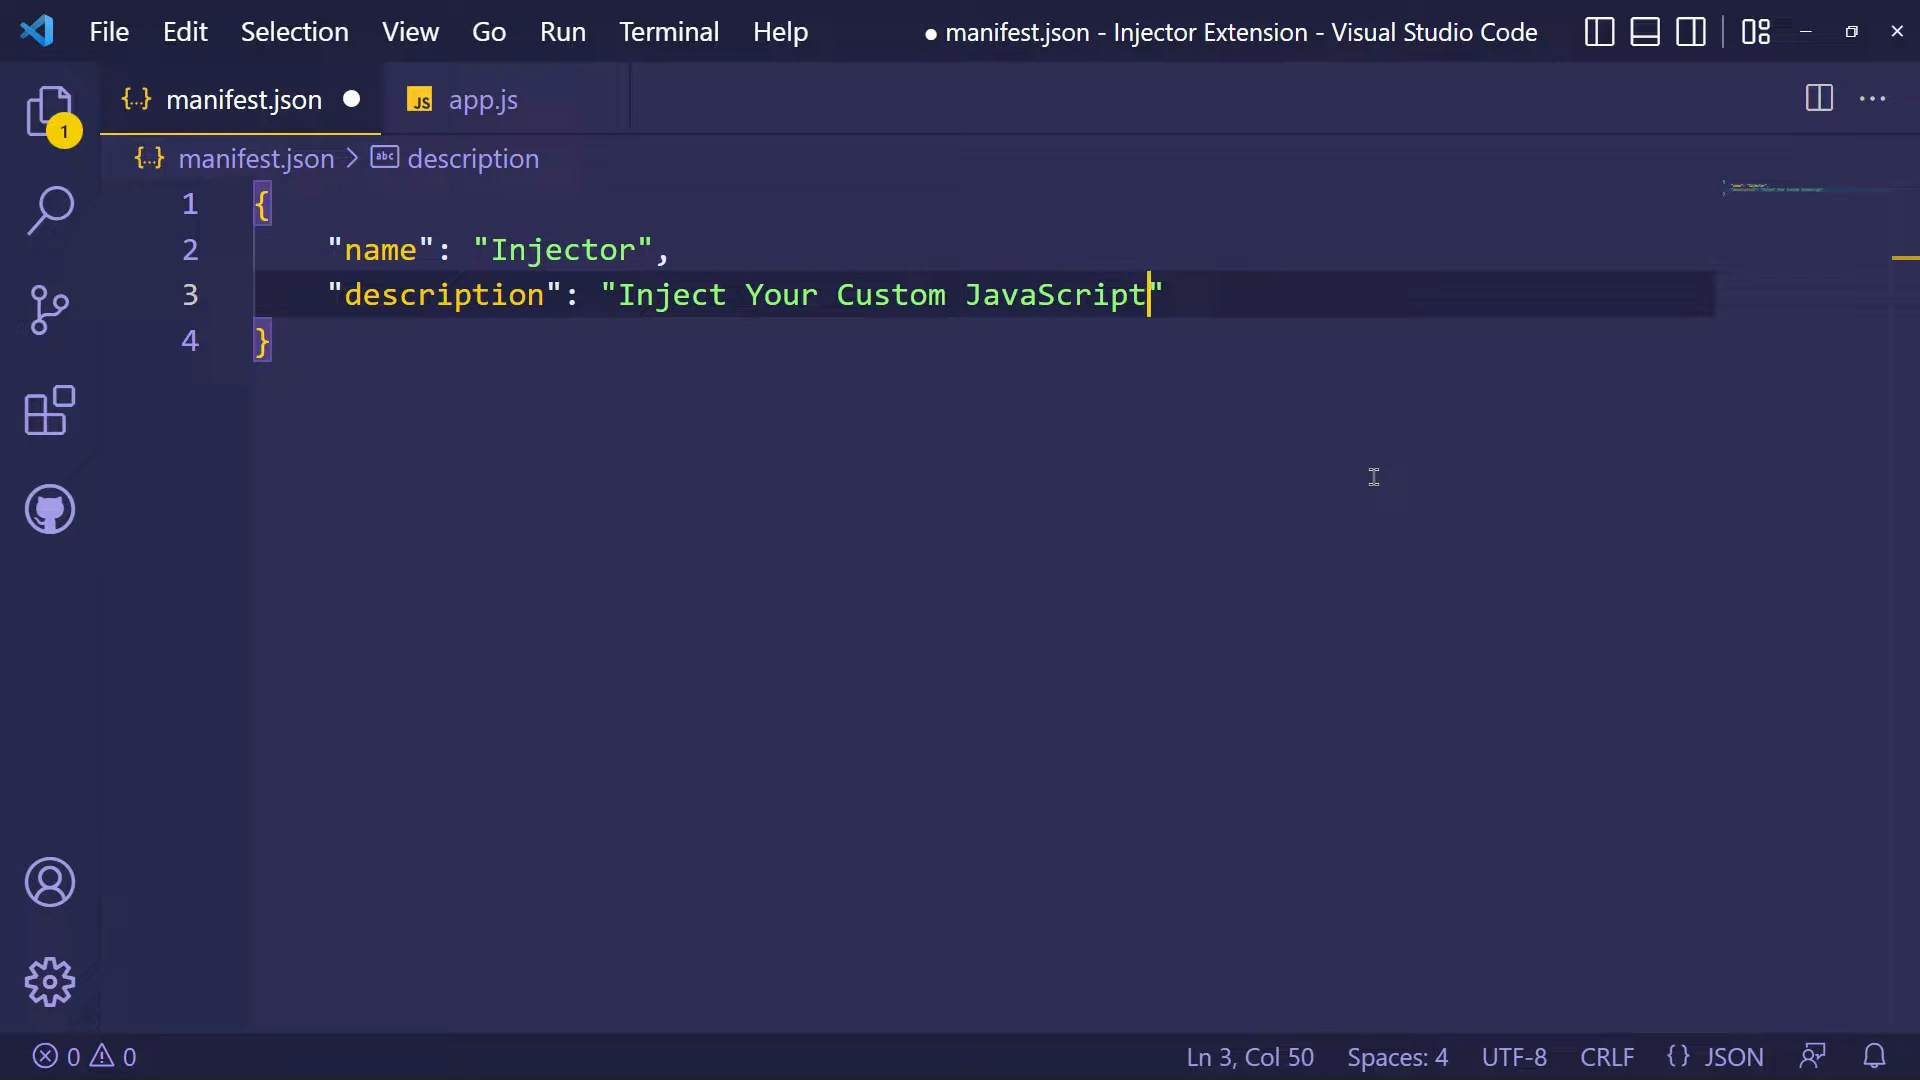 File Edit Selection View Go Run Terminal Help ● manifest.json - Injector Extension - Visual Studio Code
{..} manifest.json ● JS app.js
1
{..} manifest.json > abc description
1 {
2 "name": "Injector",
3 "description": "Inject Your Custom JavaScript"
4 }
0 0 Ln 3, Col 50 Spaces: 4 UTF-8 CRLF {} JSON